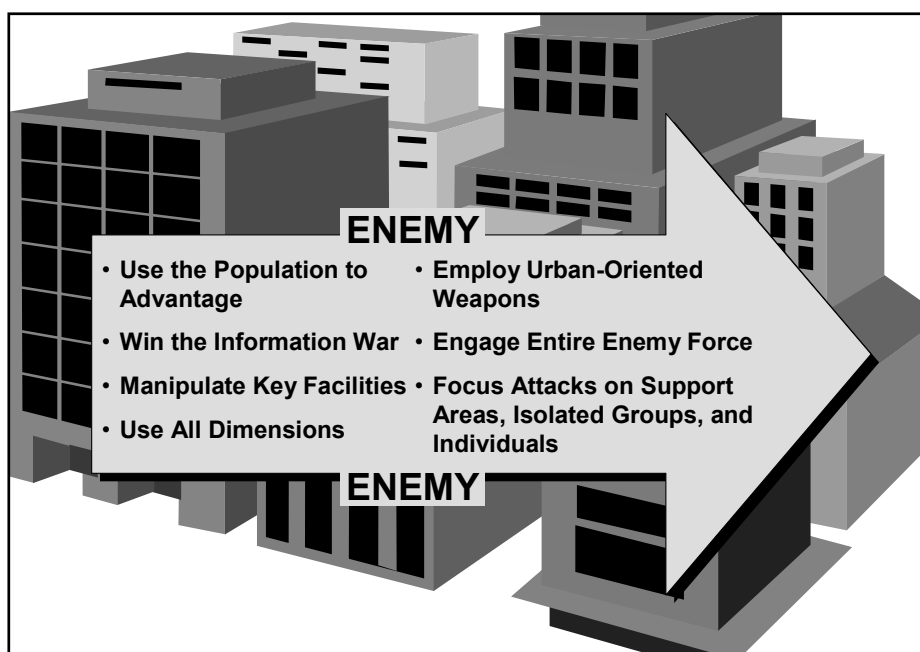 ENEMY
• Use the Population to
Advantage
• Win the Information War
• Manipulate Key Facilities
• Use All Dimensions
• Employ Urban-Oriented
Weapons
• Engage Entire Enemy Force
• Focus Attacks on Support
Areas, Isolated Groups, and
Individuals
ENEMY